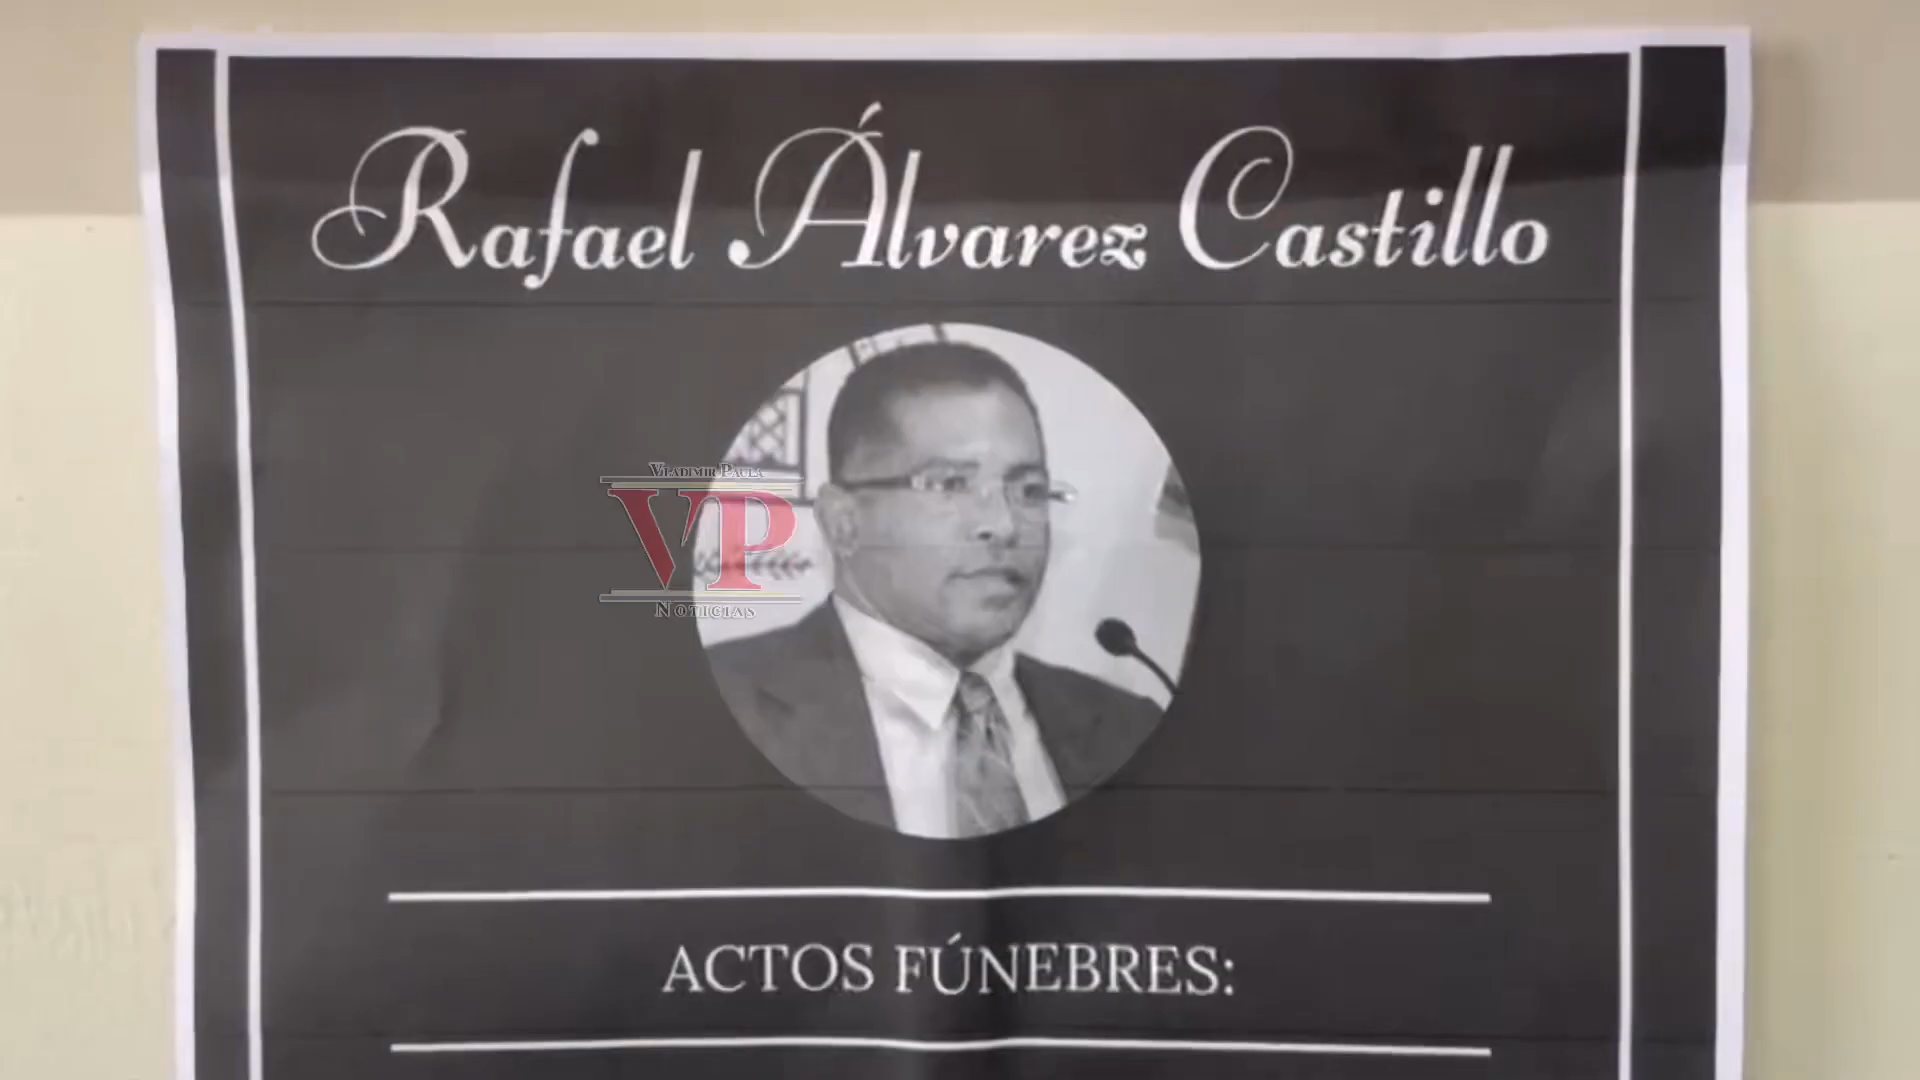 Rafael Álvarez Castillo
VLADIMIR PAULA
VP
NOTICIAS
ACTOS FÚNEBRES: